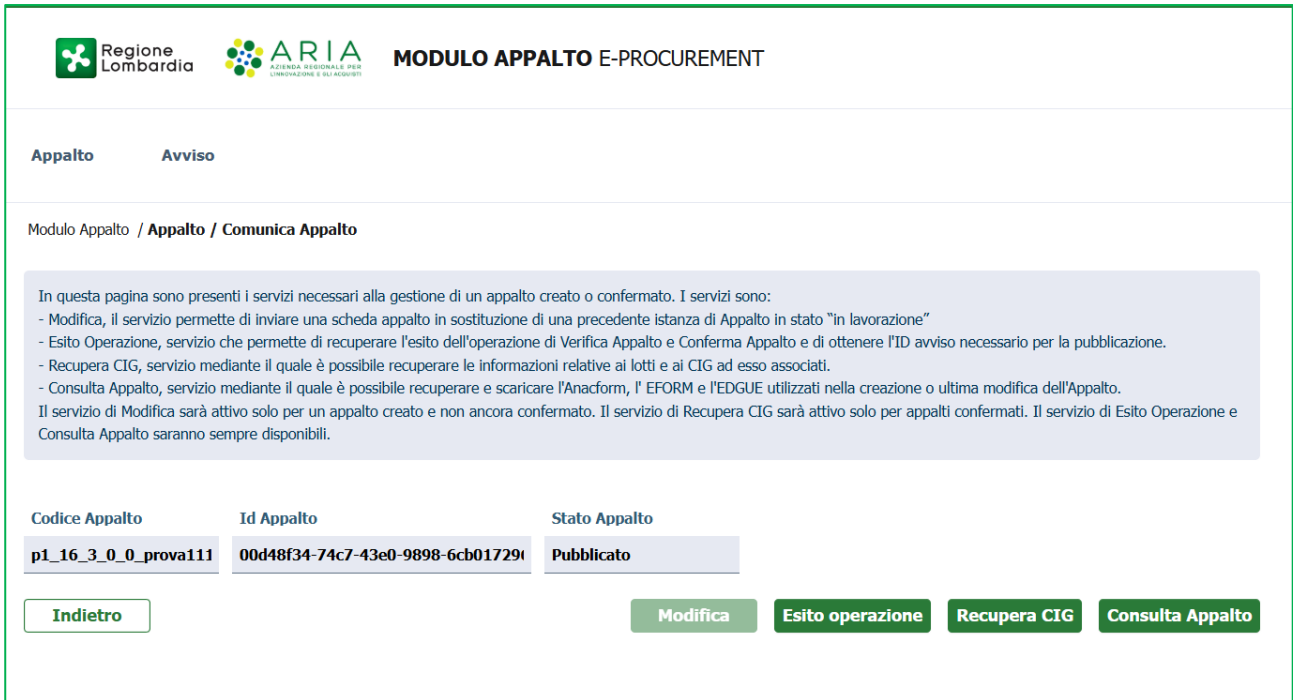 Regione
Lombardia
ARIA
AZIENDA REGIONALE PER
L'INNOVAZIONE E GLI ACQUISTI
MODULO APPALTO E-PROCUREMENT
Appalto Avviso
Modulo Appalto / Appalto / Comunica Appalto
In questa pagina sono presenti i servizi necessari alla gestione di un appalto creato o confermato. I servizi sono:
- Modifica, il servizio permette di inviare una scheda appalto in sostituzione di una precedente istanza di Appalto in stato "in lavorazione"
- Esito Operazione, servizio che permette di recuperare l'esito dell'operazione di Verifica Appalto e Conferma Appalto e di ottenere l'ID avviso necessario per la pubblicazione.
- Recupera CIG, servizio mediante il quale è possibile recuperare le informazioni relative ai lotti e ai CIG ad esso associati.
- Consulta Appalto, servizio mediante il quale è possibile recuperare e scaricare l'Anacform, l' EFORM e l'EDGUE utilizzati nella creazione o ultima modifica dell'Appalto.
Il servizio di Modifica sarà attivo solo per un appalto creato e non ancora confermato. Il servizio di Recupera CIG sarà attivo solo per appalti confermati. Il servizio di Esito Operazione e
Consulta Appalto saranno sempre disponibili.
Codice Appalto Id Appalto Stato Appalto
p1_16_3_0_0_prova111 00d48f34-74c7-43e0-9898-6cb01729 Pubblicato
Indietro Modifica Esito operazione Recupera CIG Consulta Appalto